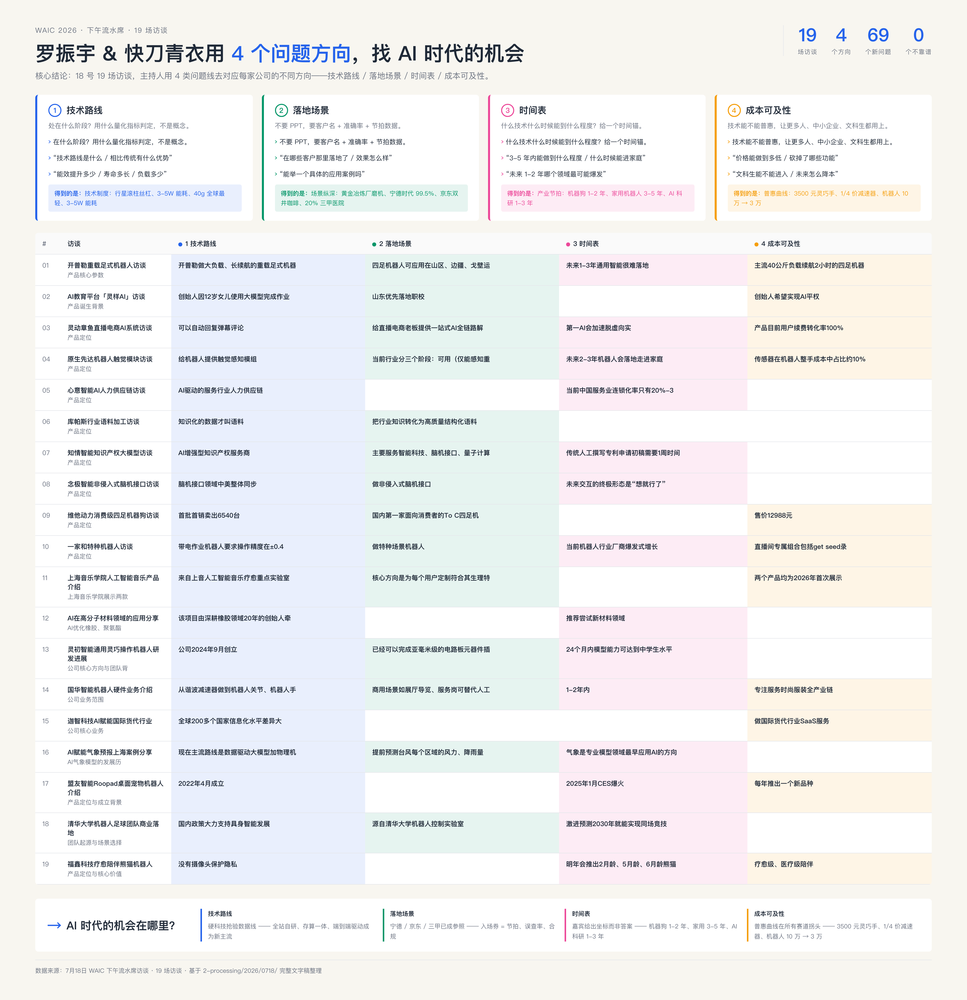 WAIC 2026 · 下午流水席 · 19 场访谈
罗振宇 & 快刀青衣用 4 个问题方向，找 AI 时代的机会
核心结论：18 号 19 场访谈，主持人用 4 类问题线去对应每家公司的不同方向——技术路线 / 落地场景 / 时间表 / 成本可及性。
19 4 69 0
场访谈 个方向 个新问题 个不靠谱
1 技术路线
处在什么阶段？用什么量化指标判定，不是概念。
› 在什么阶段？用什么量化指标判定，不是概念。
› “技术路线是什么 / 相比传统有什么优势”
› “能效提升多少 / 寿命多长 / 负载多少”
得到的是：技术制度：行星滚柱丝杠、3-5W 能耗、40g 全球最
轻、3-5W 能耗
2 落地场景
不要 PPT，要客户名 + 准确率 + 节拍数据。
› 不要 PPT，要客户名 + 准确率 + 节拍数据。
› “在哪些客户那里落地了 / 效果怎么样”
› “能举一个具体的应用案例吗”
得到的是：场景纵深：黄金冶炼厂磨机、宁德时代 99.5%、京东双
井咖啡、20% 三甲医院
3 时间表
什么技术什么时候能到什么程度？给一个时间锚。
› 什么技术什么时候能到什么程度？给一个时间锚。
› “3-5 年内能做到什么程度 / 什么时候能进家庭”
› “未来 1-2 年哪个领域最可能爆发”
得到的是：产业节拍：机器狗 1-2 年、家用机器人 3-5 年、AI 科
研 1-3 年
4 成本可及性
技术能不能普惠，让更多人、中小企业、文科生都用上。
› 技术能不能普惠，让更多人、中小企业、文科生都用上。
› “价格能做到多低 / 砍掉了哪些功能”
› “文科生能不能进入 / 未来怎么降本”
得到的是：普惠曲线：3500 元灵巧手、1/4 价减速器、机器人 10
万 → 3 万
# 访谈 1 技术路线 2 落地场景 3 时间表 4 成本可及性
01 开普勒重载足式机器人访谈 开普勒做大负载、长续航的重载足式机器 四足机器人可应用在山区、边疆、戈壁运 未来1-3年通用智能很难落地 主流40公斤负载续航2小时的四足机器
产品核心参数
02 AI教育平台「灵样AI」访谈 创始人因12岁女儿使用大模型完成作业 山东优先落地职校 创始人希望实现AI平权
产品诞生背景
03 灵动章鱼直播电商AI系统访谈 可以自动回复弹幕评论 给直播电商老板提供一站式AI全链路解 第一AI会加速脱虚向实 产品目前用户续费转化率100%
产品定位
04 原生先达机器人触觉模块访谈 给机器人提供触觉感知模组 当前行业分三个阶段：可用（仅能感知重 未来2-3年机器人会落地走进家庭 传感器在机器人整手成本中占比约10%
产品定位
05 心意智能AI人力供应链访谈 AI驱动的服务行业人力供应链 当前中国服务业连锁化率只有20%-3
产品定位
06 库帕斯行业语料加工访谈 知识化的数据才叫语料 把行业知识转化为高质量结构化语料
产品定位
07 知情智能知识产权大模型访谈 AI增强型知识产权服务商 主要服务智能科技、脑机接口、量子计算 传统人工撰写专利申请初稿需要1周时间
产品定位
08 念极智能非侵入式脑机接口访谈 脑机接口领域中美整体同步 做非侵入式脑机接口 未来交互的终极形态是“想就行了”
产品定位
09 维他动力消费级四足机器狗访谈 首批首销卖出6540台 国内第一家面向消费者的To C四足机 售价12988元
产品定位
10 一家和特种机器人访谈 带电作业机器人要求操作精度在±0.4 做特种场景机器人 当前机器人行业厂商爆发式增长 直播间专属组合包括get seed录
产品定位
11 上海音乐学院人工智能音乐产品 来自上音人工智能音乐疗愈重点实验室 核心方向是为每个用户定制符合其生理特 两个产品均为2026年首次展示
介绍
上海音乐学院展示两款
12 AI在高分子材料领域的应用分享 该项目由深耕橡胶领域20年的创始人牵 推荐尝试新材料领域
AI优化橡胶、聚氨酯
13 灵初智能通用灵巧操作机器人研 公司2024年9月创立 已经可以完成亚毫米级的电路板元器件插 24个月内模型能力可达到中学生水平
发进展
公司核心方向与团队背
14 国华智能机器人硬件业务介绍 从谐波减速器做到机器人关节、机器人手 商用场景如展厅导览、服务岗可替代人工 1-2年内 专注服务时尚服装全产业链
公司业务范围
15 迦智科技AI赋能国际货代行业 全球200多个国家信息化水平差异大 做国际货代行业SaaS服务
公司核心业务
16 AI赋能气象预报上海案例分享 现在主流路线是数据驱动大模型加物理机 提前预测台风每个区域的风力、降雨量 气象是专业模型领域最早应用AI的方向
AI气象模型的发展历
17 盟友智能Roopad桌面宠物机器人 2022年4月成立 2025年1月CES爆火 每年推出一个新品种
介绍
产品定位与成立背景
18 清华大学机器人足球团队商业落 国内政策大力支持具身智能发展 源自清华大学机器人控制实验室 激进预测2030年就能实现同场竞技
地
团队起源与场景选择
19 福鑫科技疗愈陪伴熊猫机器人 没有摄像头保护隐私 明年会推出2月龄、5月龄、6月龄熊猫 疗愈级、医疗级陪伴
产品定位与核心价值
→ AI 时代的机会在哪里？
技术路线
硬科技抢验数据线 —— 全站自研、存算一体、端到端驱动成
为新主流
落地场景
宁德 / 京东 / 三甲已成参照 —— 入场券 = 节拍、误查率、合
规
时间表
嘉宾给出坐标而非答案 —— 机器狗 1-2 年、家用 3-5 年、AI
科研 1-3 年
成本可及性
普惠曲线在所有赛道拐头 —— 3500 元灵巧手、1/4 价减速
器、机器人 10 万 → 3 万
数据来源：7月18日 WAIC 下午流水席访谈 · 19 场访谈 · 基于 2-processing/2026/0718/ 完整文字稿整理